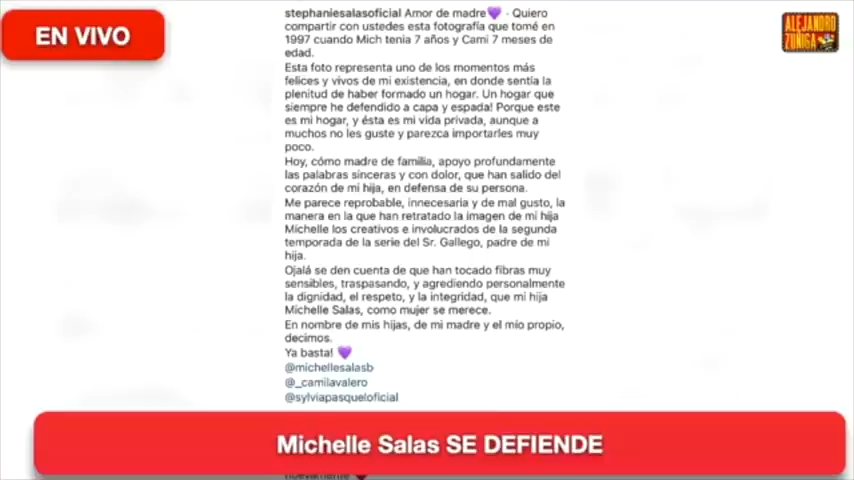 EN VIVO
ALEJANDRO
ZUÑIGA
stephaniesalasoficial Amor de madre💜 · Quiero
compartir con ustedes esta fotografía que tomé en
1997 cuando Mich tenia 7 años y Cami 7 meses de
edad.
Esta foto representa uno de los momentos más
felices y vivos de mi existencia, en donde sentía la
plenitud de haber formado un hogar. Un hogar que
siempre he defendido a capa y espada! Porque este
es mi hogar, y ésta es mi vida privada, aunque a
muchos no les guste y parezca importarles muy
poco.
Hoy, cómo madre de familia, apoyo profundamente
las palabras sinceras y con dolor, que han salido del
corazón de mi hija, en defensa de su persona.
Me parece reprobable, innecesaria y de mal gusto, la
manera en la que han retratado la imagen de mi hija
Michelle los creativos e involucrados de la segunda
temporada de la serie del Sr. Gallego, padre de mi
hija.
Ojalá se den cuenta de que han tocado fibras muy
sensibles, traspasando, y agrediendo personalmente
la dignidad, el respeto, y la integridad, que mi hija
Michelle Salas, como mujer se merece.
En nombre de mis hijas, de mi madre y el mío propio,
decimos.
Ya basta! 💜
@michellesalasb
@_camilavalero
@sylviapasqueloficial
Michelle Salas SE DEFIENDE